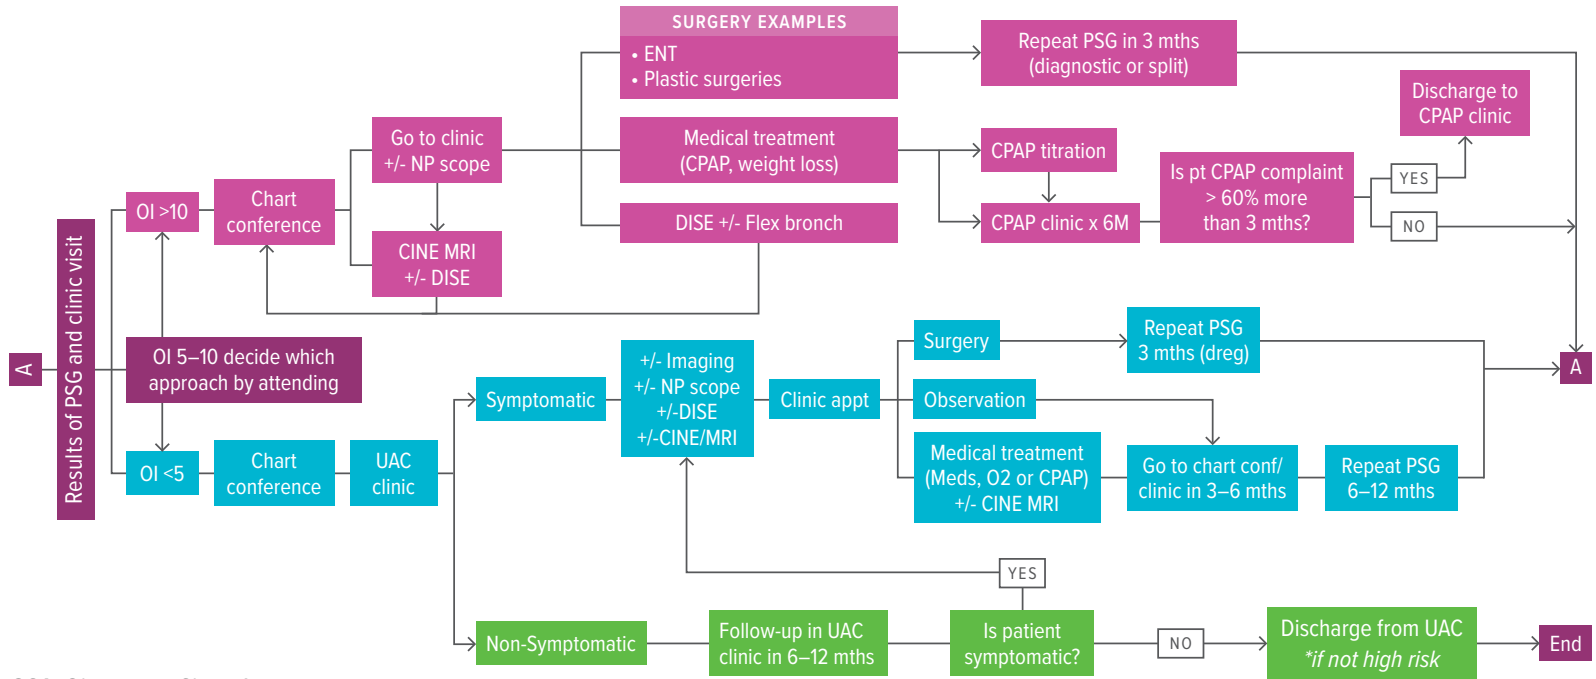 A
Results of PSG and clinic visit
OI >10
OI 5–10 decide which
approach by attending
OI <5
Chart
conference
Go to clinic
+/- NP scope
CINE MRI
+/- DISE
SURGERY EXAMPLES
• ENT
• Plastic surgeries
Medical treatment
(CPAP, weight loss)
DISE +/- Flex bronch
Repeat PSG in 3 mths
(diagnostic or split)
CPAP titration
CPAP clinic x 6M
Is pt CPAP complaint
> 60% more
than 3 mths?
YES
NO
Discharge to
CPAP clinic
Chart
conference
UAC
clinic
Symptomatic
+/- Imaging
+/- NP scope
+/-DISE
+/-CINE/MRI
Clinic appt
Surgery
Observation
Medical treatment
(Meds, O2 or CPAP)
+/- CINE MRI
Repeat PSG
3 mths (dreg)
Go to chart conf/
clinic in 3–6 mths
Repeat PSG
6–12 mths
A
Non-Symptomatic
Follow-up in UAC
clinic in 6–12 mths
Is patient
symptomatic?
YES
NO
Discharge from UAC
*if not high risk
End